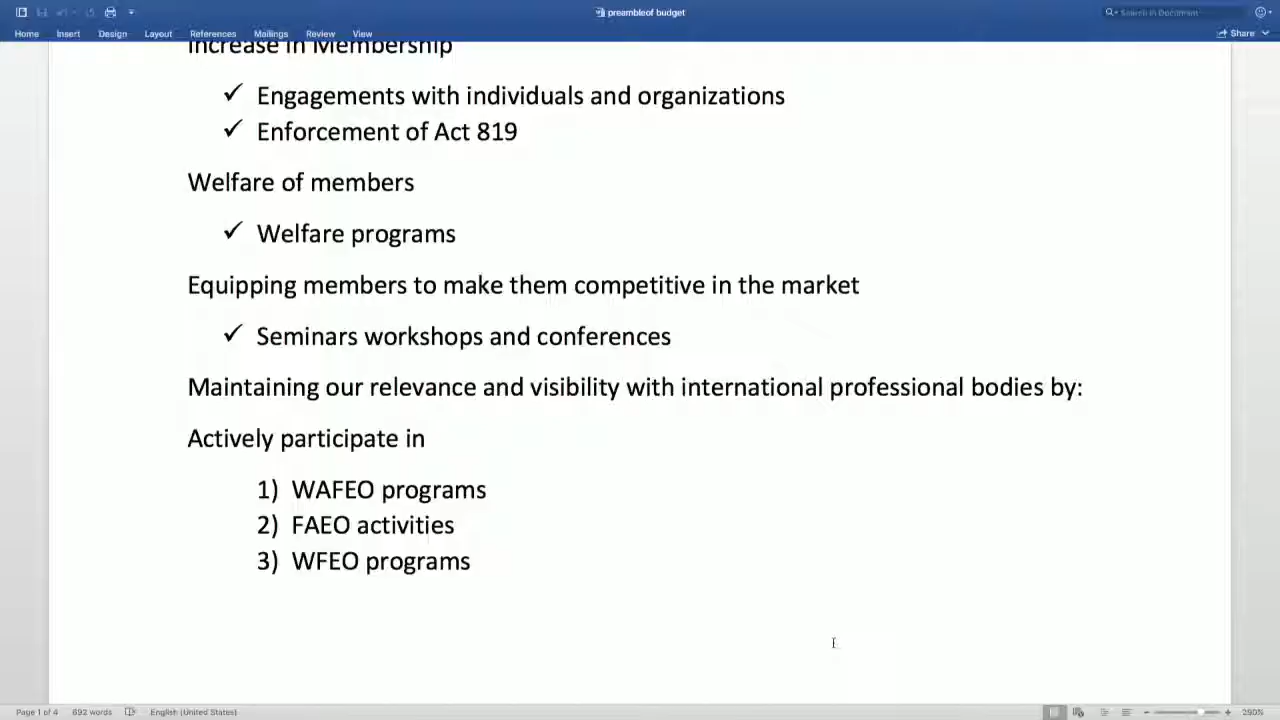 preambleof budget
Search in Document
Home Insert Design Layout References Mailings Review View
Share
Increase in Membership
✓ Engagements with individuals and organizations
✓ Enforcement of Act 819
Welfare of members
✓ Welfare programs
Equipping members to make them competitive in the market
✓ Seminars workshops and conferences
Maintaining our relevance and visibility with international professional bodies by:
Actively participate in
1) WAFEO programs
2) FAEO activities
3) WFEO programs
Page 1 of 4 692 words English (United States) 290%